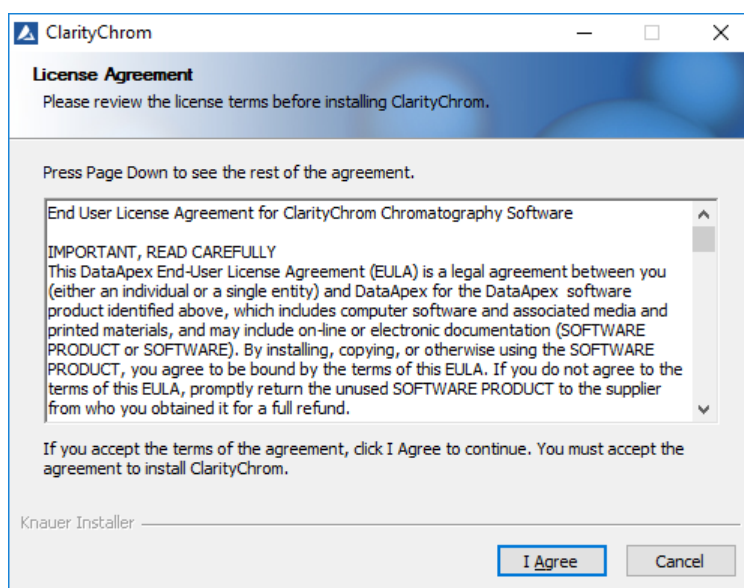 ClarityChrom
License Agreement
Please review the license terms before installing ClarityChrom.
Press Page Down to see the rest of the agreement.
End User License Agreement for ClarityChrom Chromatography Software
IMPORTANT, READ CAREFULLY
This DataApex End-User License Agreement (EULA) is a legal agreement between you
(either an individual or a single entity) and DataApex for the DataApex  software
product identified above, which includes computer software and associated media and
printed materials, and may include on-line or electronic documentation (SOFTWARE
PRODUCT or SOFTWARE). By installing, copying, or otherwise using the SOFTWARE
PRODUCT, you agree to be bound by the terms of this EULA. If you do not agree to the
terms of this EULA, promptly return the unused SOFTWARE PRODUCT to the supplier
from who you obtained it for a full refund.
If you accept the terms of the agreement, click I Agree to continue. You must accept the
agreement to install ClarityChrom.
Knauer Installer
I Agree
Cancel